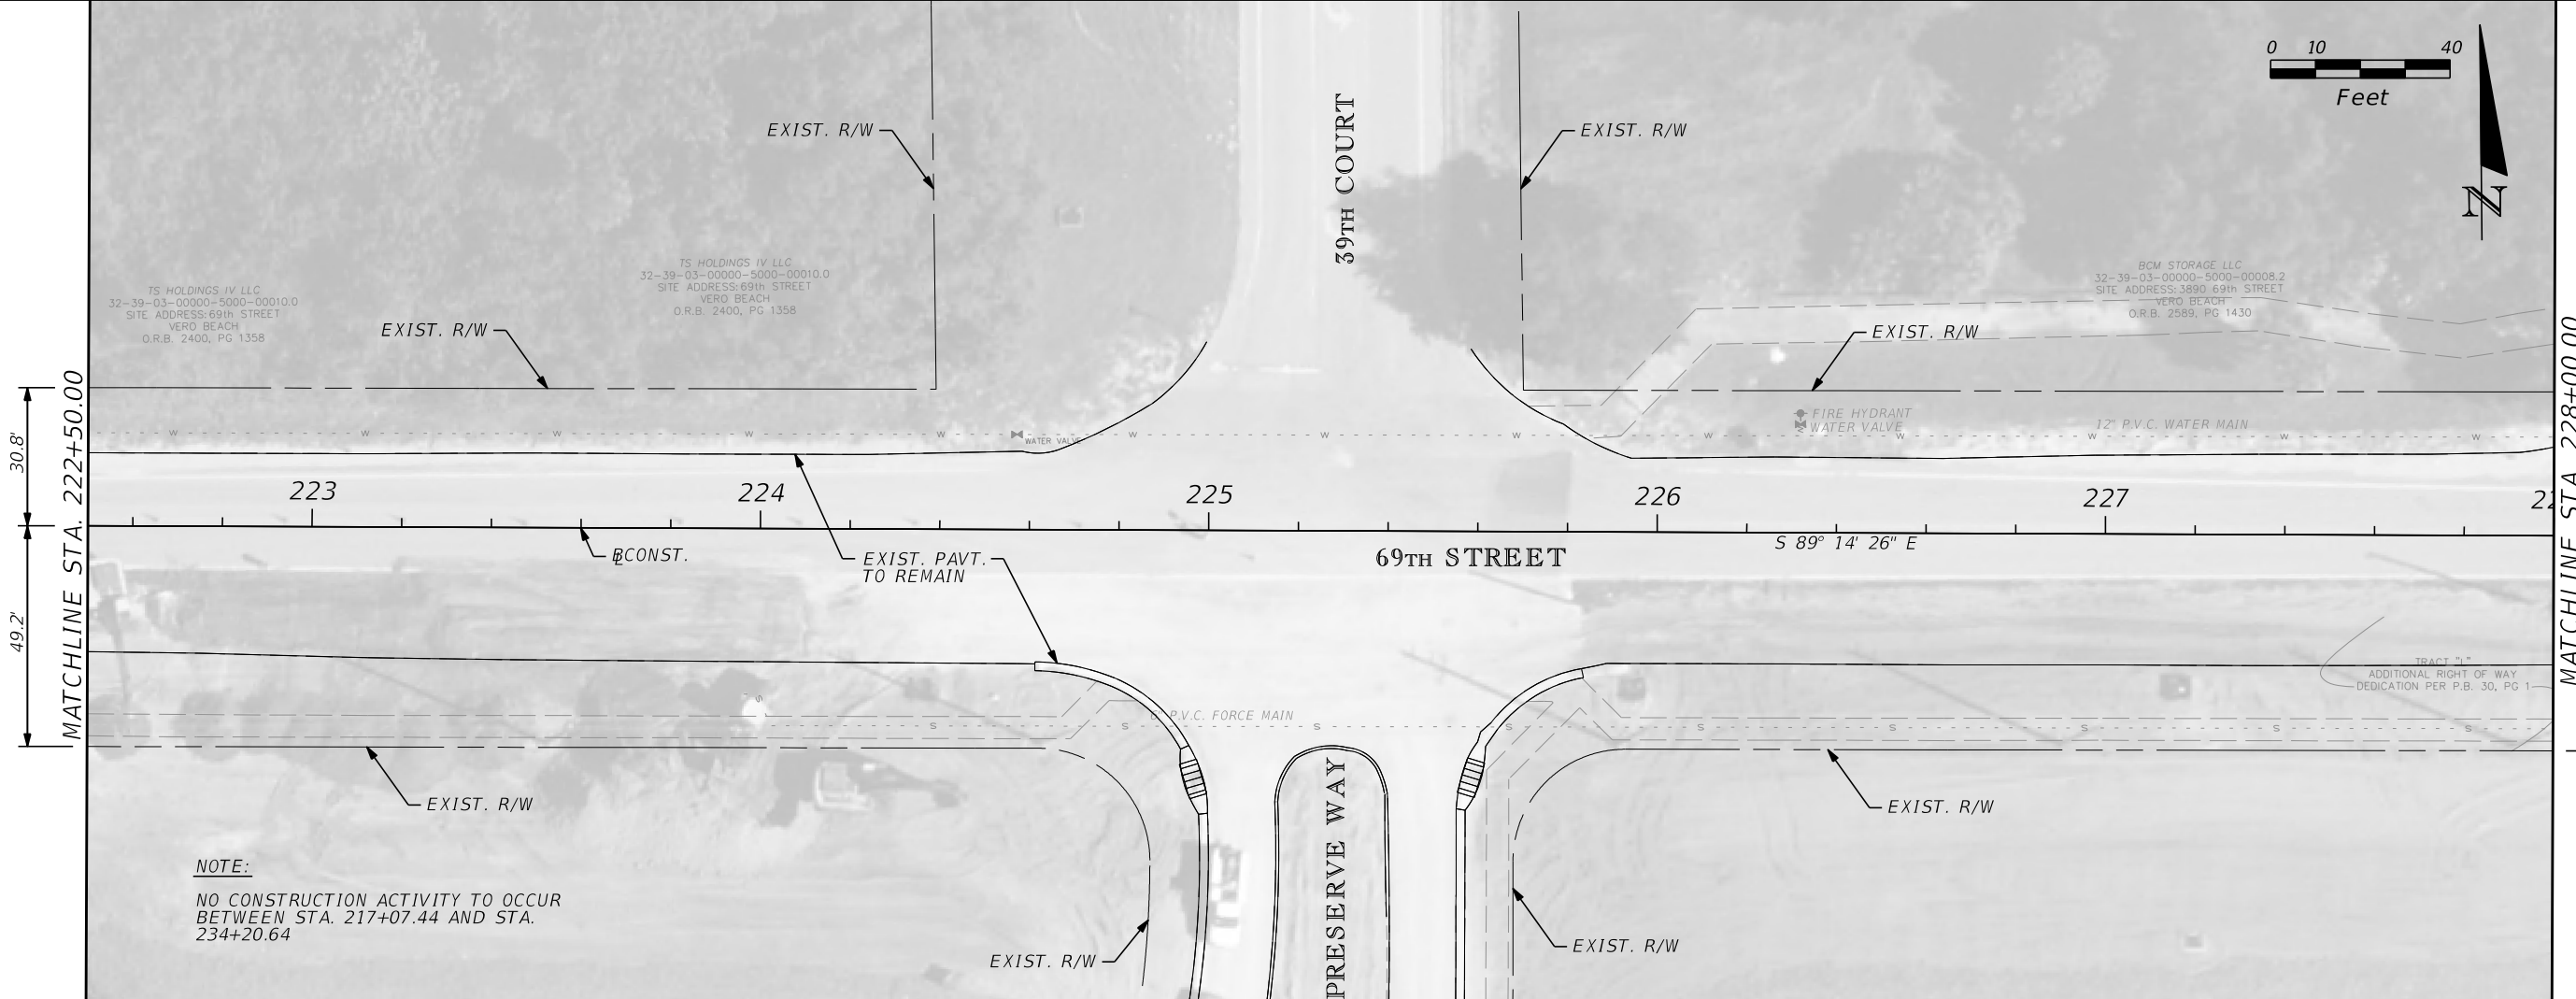 0 10 40
Feet
N
EXIST. R/W
EXIST. R/W
39TH COURT
TS HOLDINGS IV LLC
32-39-03-00000-5000-00010.0
SITE ADDRESS: 69th STREET
VERO BEACH
O.R.B. 2400, PG 1358
TS HOLDINGS IV LLC
32-39-03-00000-5000-00010.0
SITE ADDRESS: 69th STREET
VERO BEACH
O.R.B. 2400, PG 1358
BCM STORAGE LLC
32-39-03-00000-5000-00008.2
SITE ADDRESS: 3890 69th STREET
VERO BEACH
O.R.B. 2589, PG 1430
EXIST. R/W
EXIST. R/W
30.8'
49.2'
MATCHLINE STA. 222+50.00
MATCHLINE STA. 228+00.00
W W W W W
WATER VALVE
W W W W W W W W
FIRE HYDRANT
WATER VALVE
12" P.V.C. WATER MAIN
223 224 225 226 227 22
BL CONST.
EXIST. PAVT.
TO REMAIN
69TH STREET
S 89° 14' 26" E
TRACT "L"
ADDITIONAL RIGHT OF WAY
DEDICATION PER P.B. 30, PG 1
S
6" P.V.C. FORCE MAIN
S S S S S S S S S
EXIST. R/W
EXIST. R/W
PRESERVE WAY
NOTE:
NO CONSTRUCTION ACTIVITY TO OCCUR
BETWEEN STA. 217+07.44 AND STA.
234+20.64
EXIST. R/W
EXIST. R/W